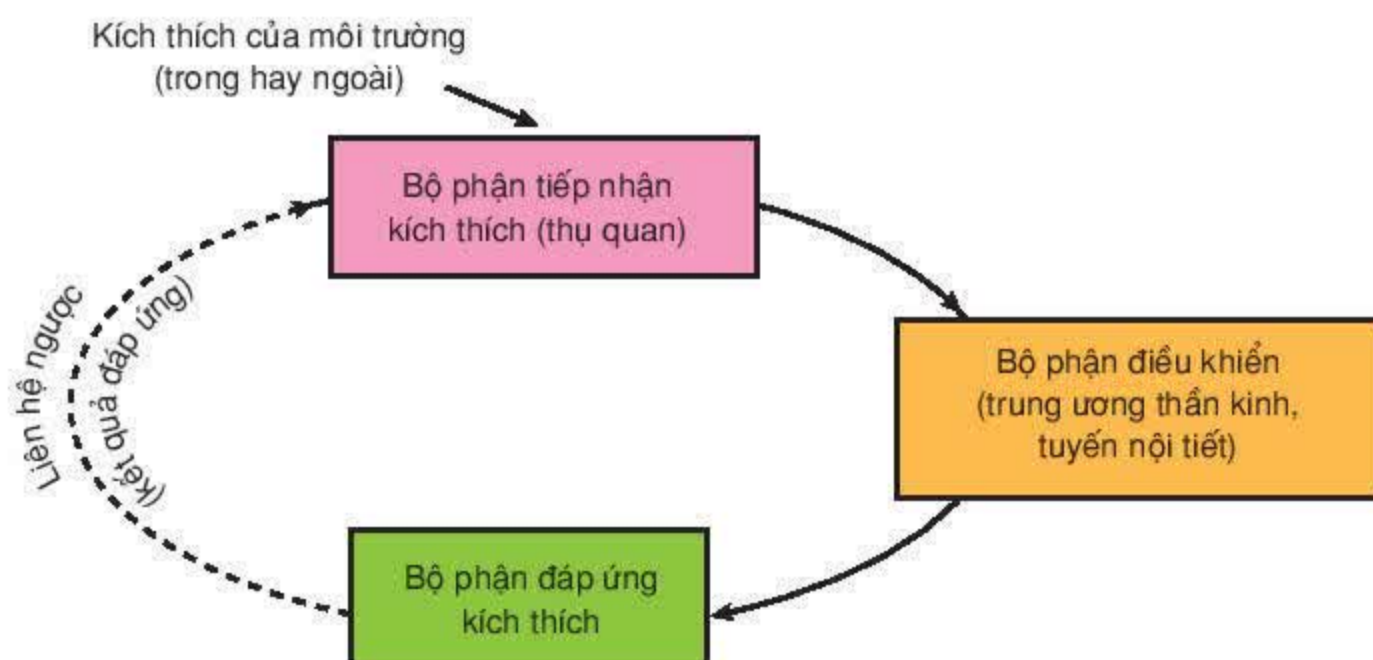 Kích thích của môi trường
(trong hay ngoài)
Bộ phận tiếp nhận
kích thích (thụ quan)
Bộ phận điều khiển
(trung ương thần kinh,
tuyến nội tiết)
Bộ phận đáp ứng
kích thích
Liên hệ ngược
(kết quả đáp ứng)